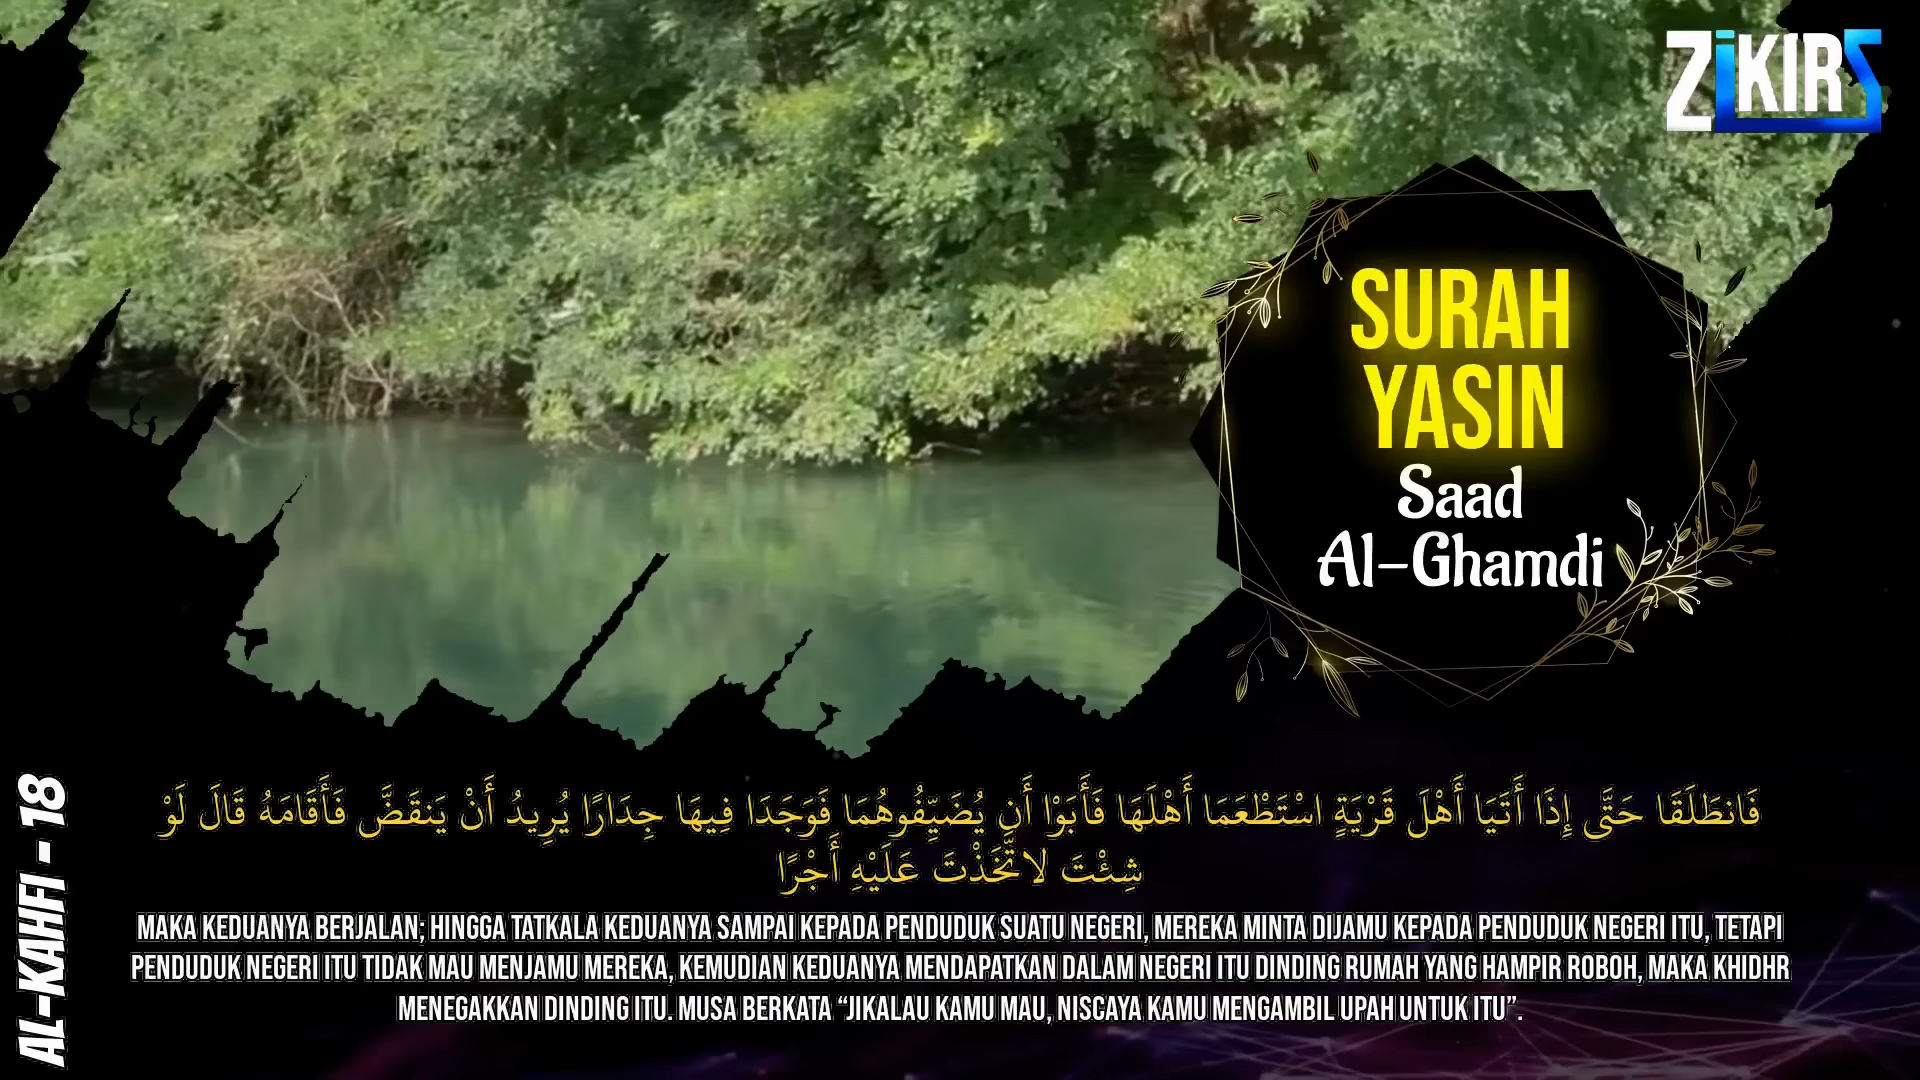 ZiKIRS
SURAH
YASIN
Saad
Al-Ghamdi
فَانطَلَقَا حَتَّى إِذَا أَتَيَا أَهْلَ قَرْيَةٍ اسْتَطْعَمَا أَهْلَهَا فَأَبَوْا أَن يُضَيِّفُوهُمَا فَوَجَدَا فِيهَا جِدَارًا يُرِيدُ أَنْ يَنقَضَّ فَأَقَامَهُ قَالَ لَوْ
شِئْتَ لاتَّخَذْتَ عَلَيْهِ أَجْرًا
MAKA KEDUANYA BERJALAN; HINGGA TATKALA KEDUANYA SAMPAI KEPADA PENDUDUK SUATU NEGERI, MEREKA MINTA DIJAMU KEPADA PENDUDUK NEGERI ITU, TETAPI
PENDUDUK NEGERI ITU TIDAK MAU MENJAMU MEREKA, KEMUDIAN KEDUANYA MENDAPATKAN DALAM NEGERI ITU DINDING RUMAH YANG HAMPIR ROBOH, MAKA KHIDHR
MENEGAKKAN DINDING ITU. MUSA BERKATA “JIKALAU KAMU MAU, NISCAYA KAMU MENGAMBIL UPAH UNTUK ITU”.
AL-KAHFI - 18